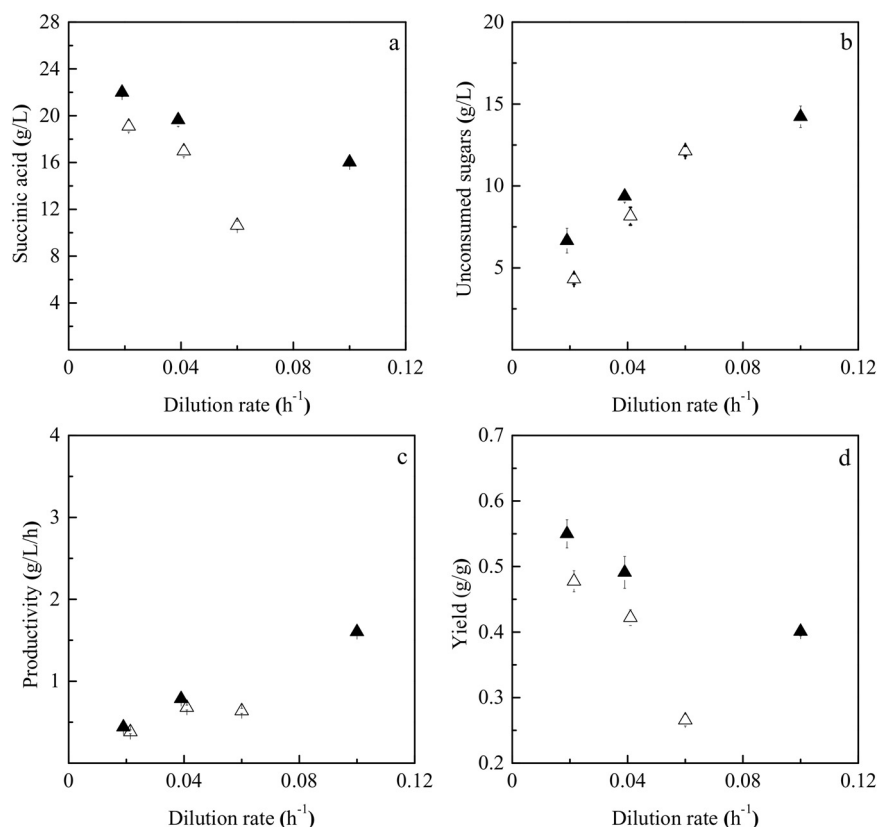 a
28
24
20
16
12
8
4
Succinic acid (g/L)
0 0.04 0.08 0.12
Dilution rate (h⁻¹)
b
20
15
10
5
Unconsumed sugars (g/L)
0 0.04 0.08 0.12
Dilution rate (h⁻¹)
c
4
3
2
1
Productivity (g/L/h)
0 0.04 0.08 0.12
Dilution rate (h⁻¹)
d
0.7
0.6
0.5
0.4
0.3
0.2
Yield (g/g)
0 0.04 0.08 0.12
Dilution rate (h⁻¹)